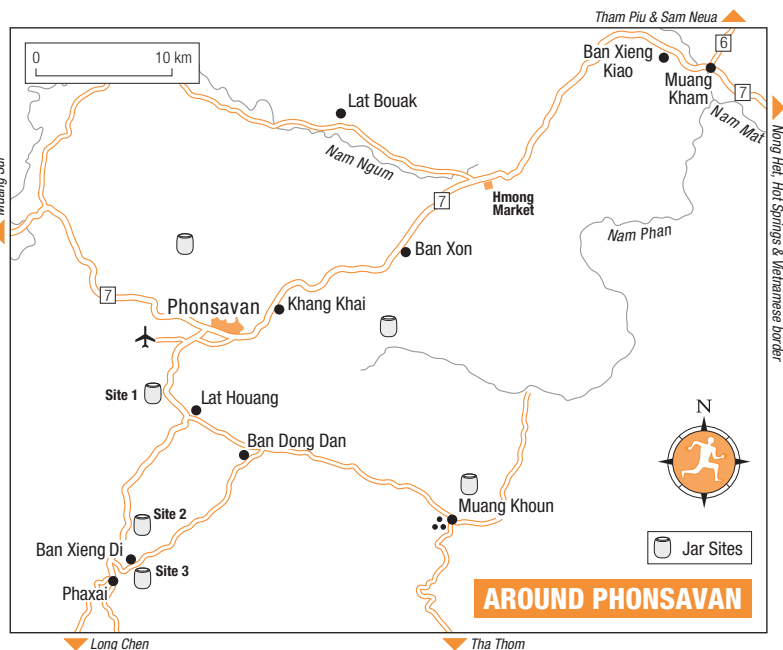 Tham Piu & Sam Neua
0 10 km
6
Ban Xieng
Kiao
Muang
Kham
7
Nam Mat
Lat Bouak
Nam Ngum
Hmong
Market
7
Nong Het, Hot Springs & Vietnamese border
Nam Phan
Ban Xon
7
Phonsavan
Khang Khai
Site 1
Lat Houang
N
Ban Dong Dan
Site 2
Muang Khoun
Ban Xieng Di
Site 3
Jar Sites
Phaxai
AROUND PHONSAVAN
Long Chen
Tha Thom